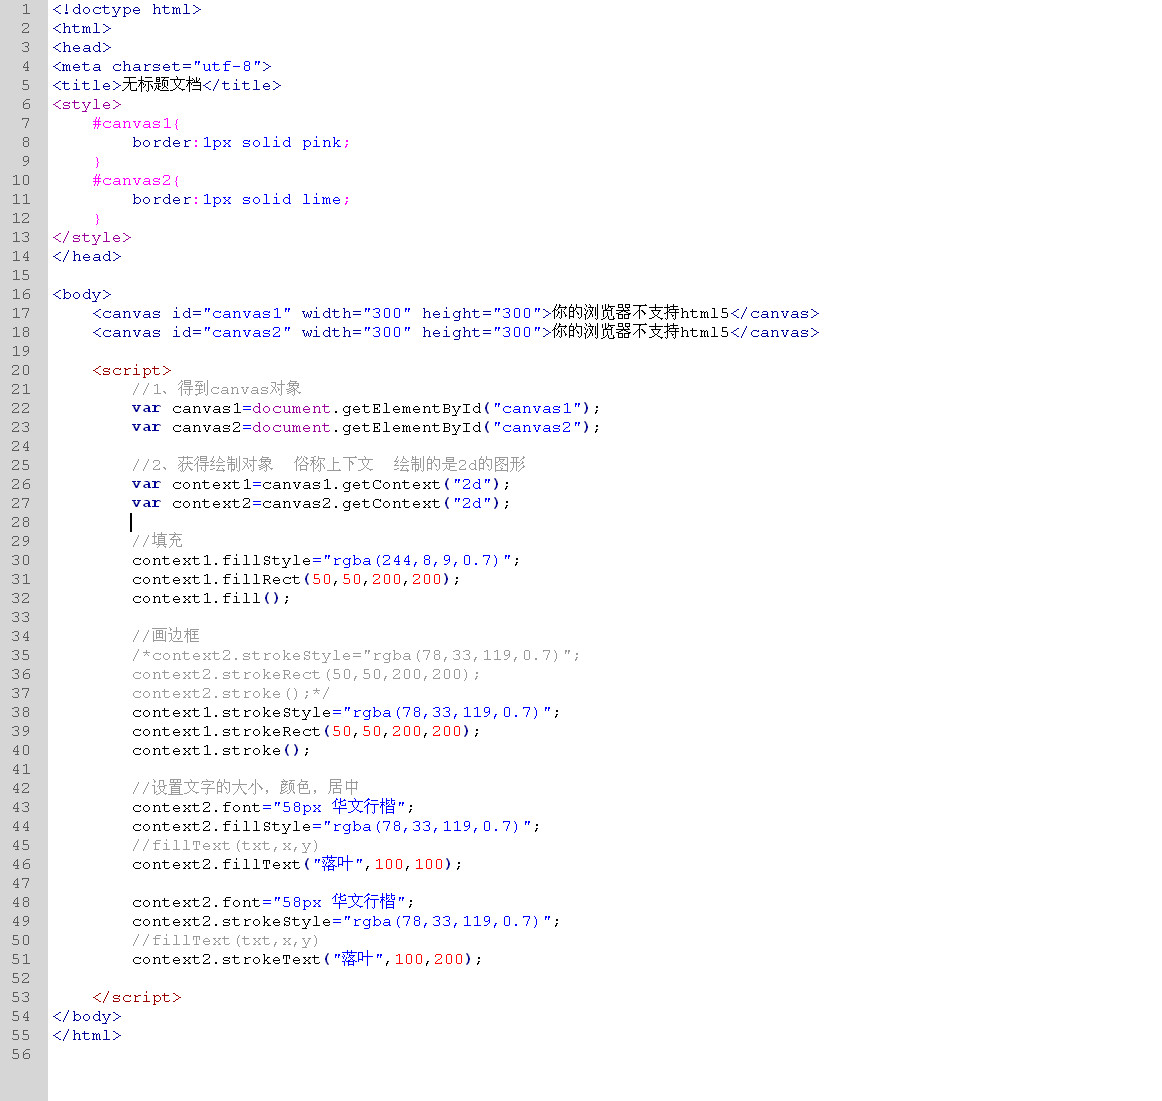 1 <!doctype html>
2 <html>
3 <head>
4 <meta charset="utf-8">
5 <title>无标题文档</title>
6 <style>
7     #canvas1{
8         border:1px solid pink;
9     }
10     #canvas2{
11         border:1px solid lime;
12     }
13 </style>
14 </head>
15
16 <body>
17     <canvas id="canvas1" width="300" height="300">你的浏览器不支持html5</canvas>
18     <canvas id="canvas2" width="300" height="300">你的浏览器不支持html5</canvas>
19
20     <script>
21         //1、得到canvas对象
22         var canvas1=document.getElementById("canvas1");
23         var canvas2=document.getElementById("canvas2");
24
25         //2、获得绘制对象  俗称上下文  绘制的是2d的图形
26         var context1=canvas1.getContext("2d");
27         var context2=canvas2.getContext("2d");
28
29         //填充
30         context1.fillStyle="rgba(244,8,9,0.7)";
31         context1.fillRect(50,50,200,200);
32         context1.fill();
33
34         //画边框
35         /*context2.strokeStyle="rgba(78,33,119,0.7)";
36         context2.strokeRect(50,50,200,200);
37         context2.stroke();*/
38         context1.strokeStyle="rgba(78,33,119,0.7)";
39         context1.strokeRect(50,50,200,200);
40         context1.stroke();
41
42         //设置文字的大小，颜色，居中
43         context2.font="58px 华文行楷";
44         context2.fillStyle="rgba(78,33,119,0.7)";
45         //fillText(txt,x,y)
46         context2.fillText("落叶",100,100);
47
48         context2.font="58px 华文行楷";
49         context2.strokeStyle="rgba(78,33,119,0.7)";
50         //fillText(txt,x,y)
51         context2.strokeText("落叶",100,200);
52
53     </script>
54 </body>
55 </html>
56